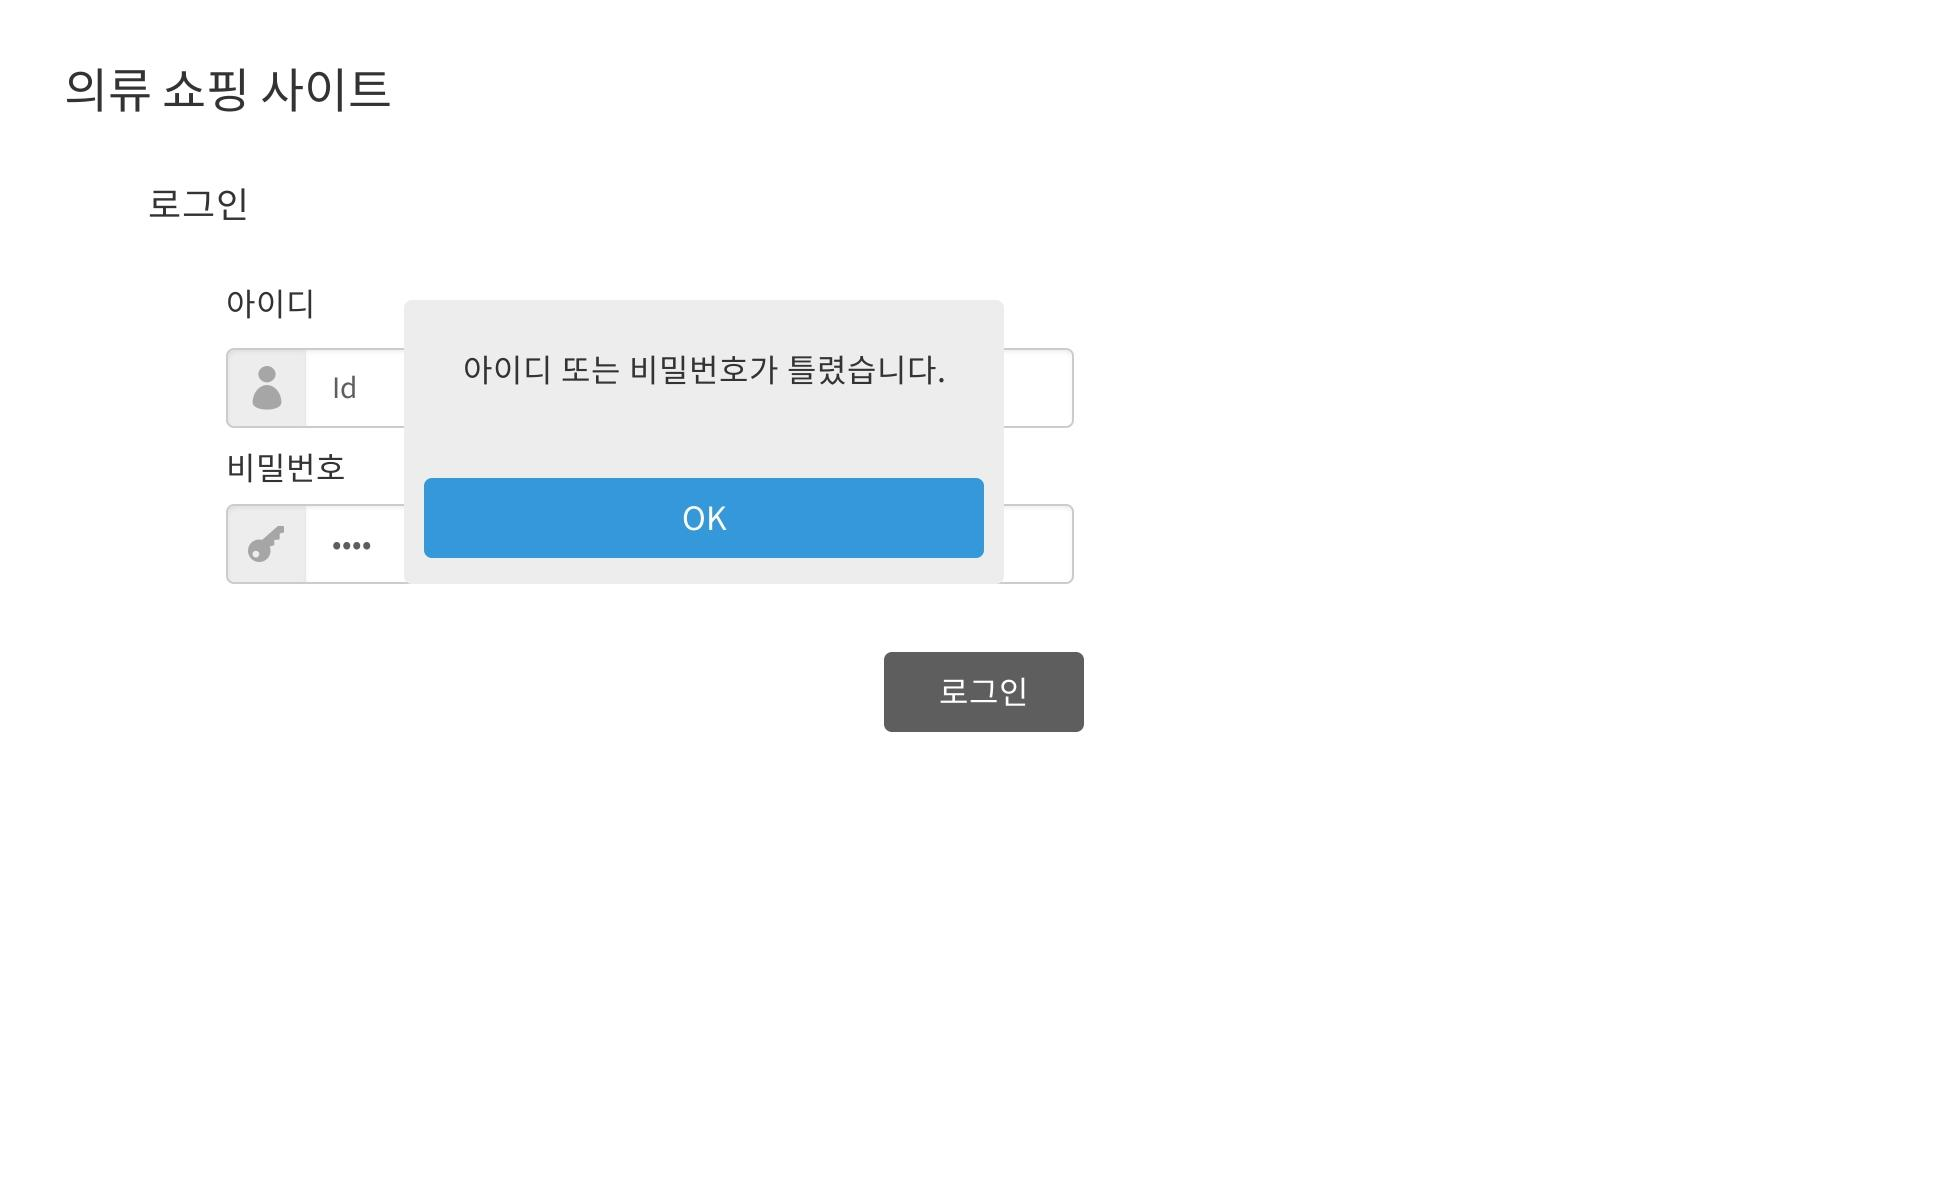 의류 쇼핑 사이트
로그인
아이디
Id
아이디 또는 비밀번호가 틀렸습니다.
비밀번호
••••
OK
로그인